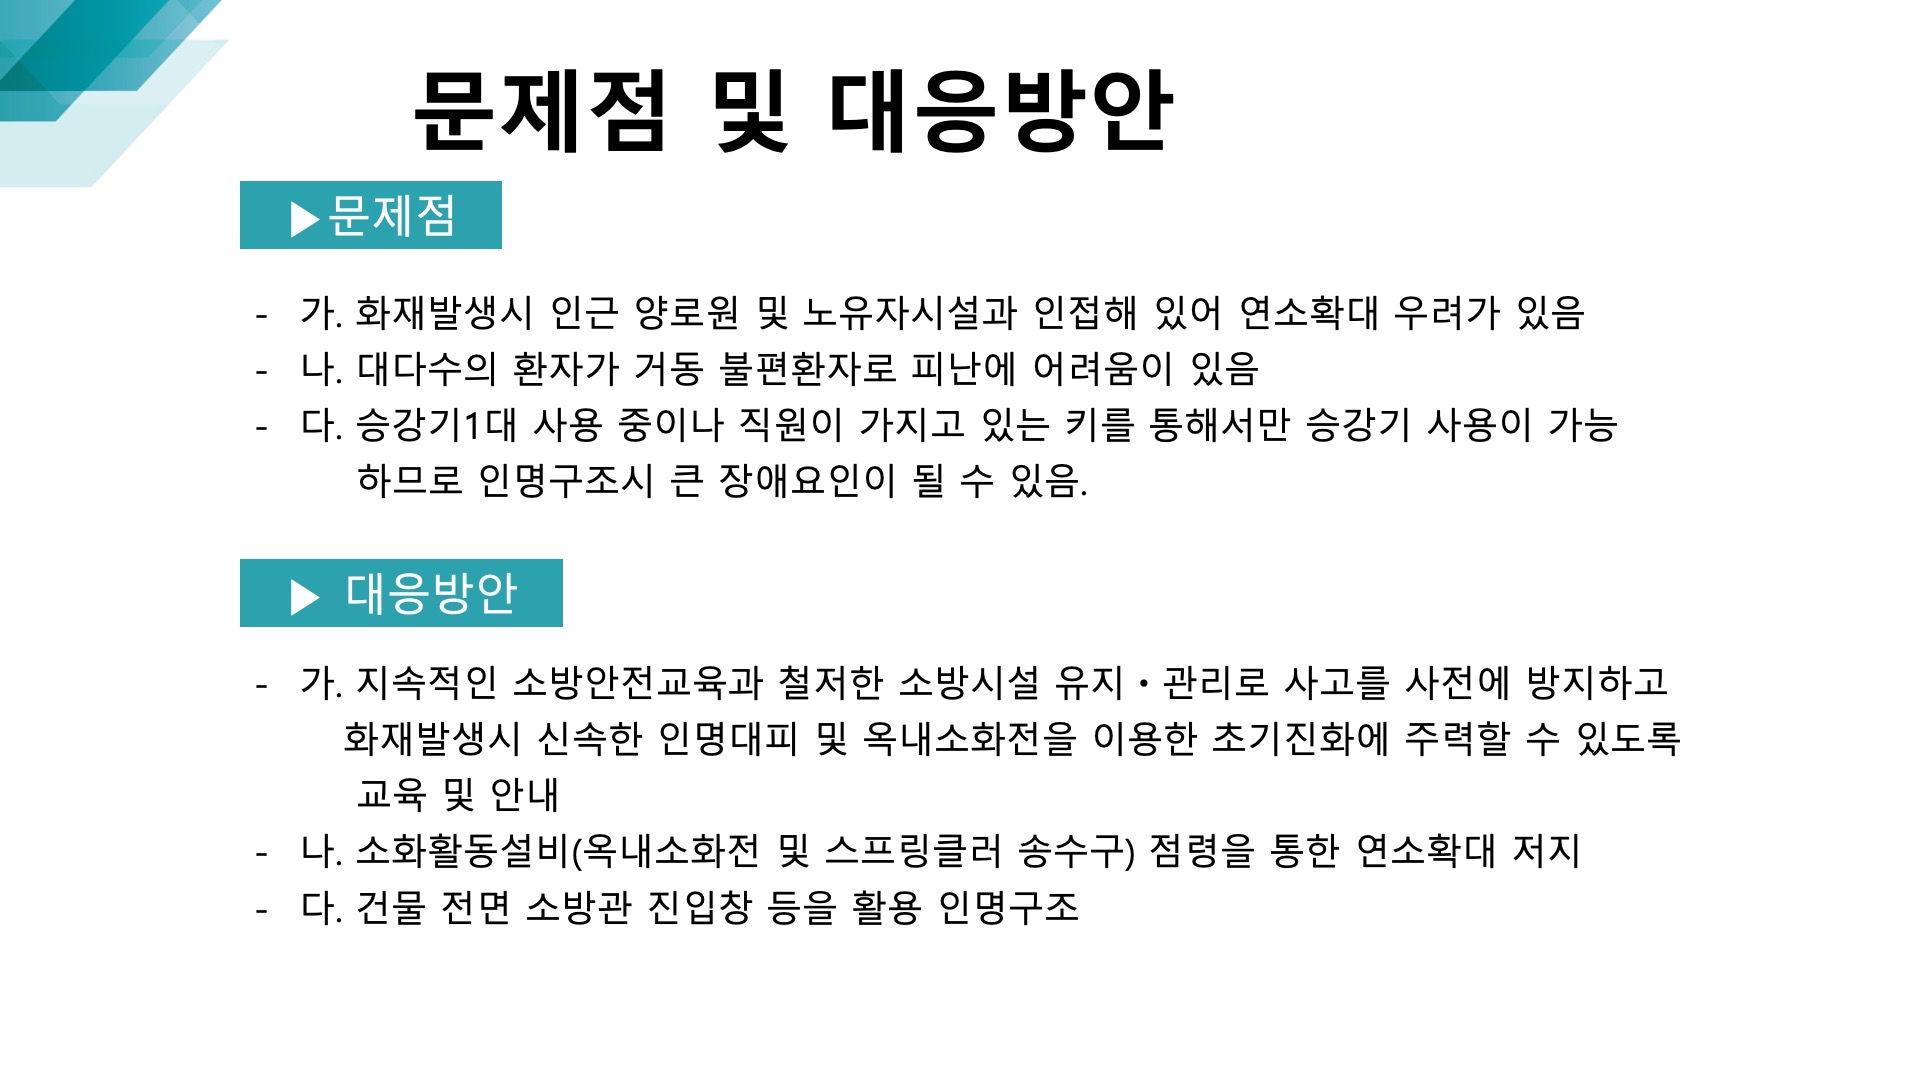 문제점 및 대응방안
▶문제점
- 가. 화재발생시 인근 양로원 및 노유자시설과 인접해 있어 연소확대 우려가 있음
- 나. 대다수의 환자가 거동 불편환자로 피난에 어려움이 있음
- 다. 승강기1대 사용 중이나 직원이 가지고 있는 키를 통해서만 승강기 사용이 가능
하므로 인명구조시 큰 장애요인이 될 수 있음.
▶ 대응방안
- 가. 지속적인 소방안전교육과 철저한 소방시설 유지・관리로 사고를 사전에 방지하고
화재발생시 신속한 인명대피 및 옥내소화전을 이용한 초기진화에 주력할 수 있도록
교육 및 안내
- 나. 소화활동설비(옥내소화전 및 스프링클러 송수구) 점령을 통한 연소확대 저지
- 다. 건물 전면 소방관 진입창 등을 활용 인명구조